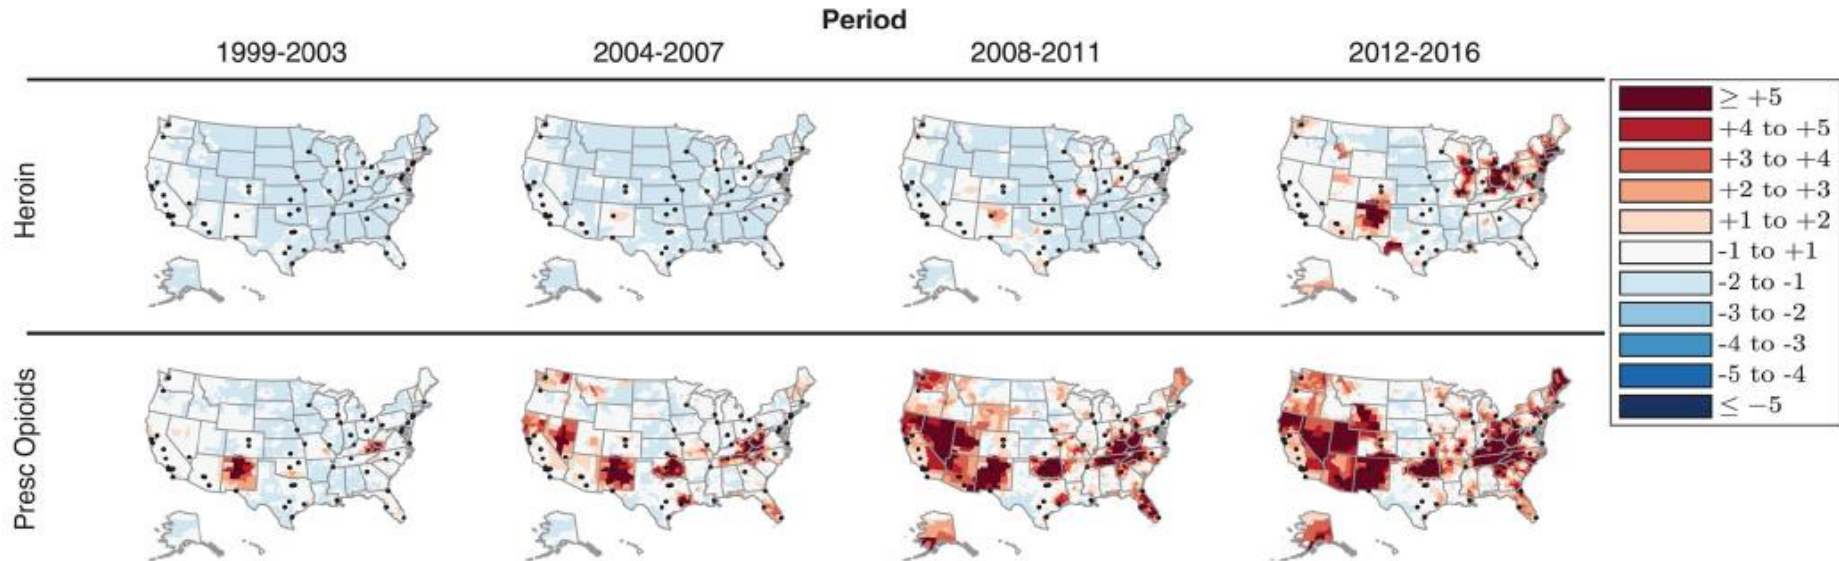 Period
1999-2003 2004-2007 2008-2011 2012-2016
Heroin
Presc Opioids
≥ +5
+4 to +5
+3 to +4
+2 to +3
+1 to +2
-1 to +1
-2 to -1
-3 to -2
-4 to -3
-5 to -4
≤ −5